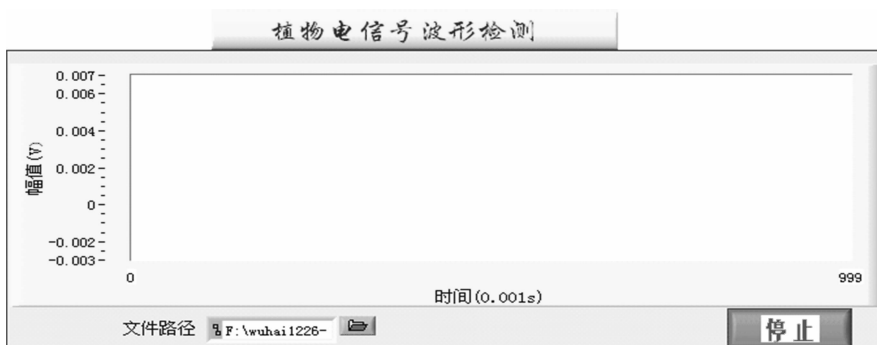 植物电信号波形检测
0.007
0.006
0.004
0.002
0
-0.002
-0.003
幅值(V)
0
999
时间(0.001s)
文件路径
F:\wuhai1226-
停止